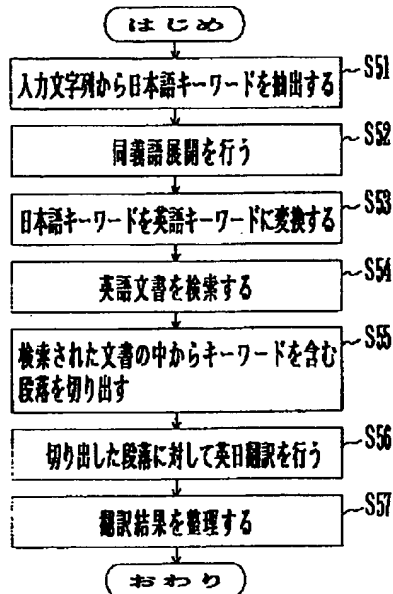 はじめ
入力文字列から日本語キーワードを抽出する
S51
同義語展開を行う
S52
日本語キーワードを英語キーワードに変換する
S53
英語文書を検索する
S54
検索された文書の中からキーワードを含む
段落を切り出す
S55
切り出した段落に対して英日翻訳を行う
S56
翻訳結果を整理する
S57
おわり